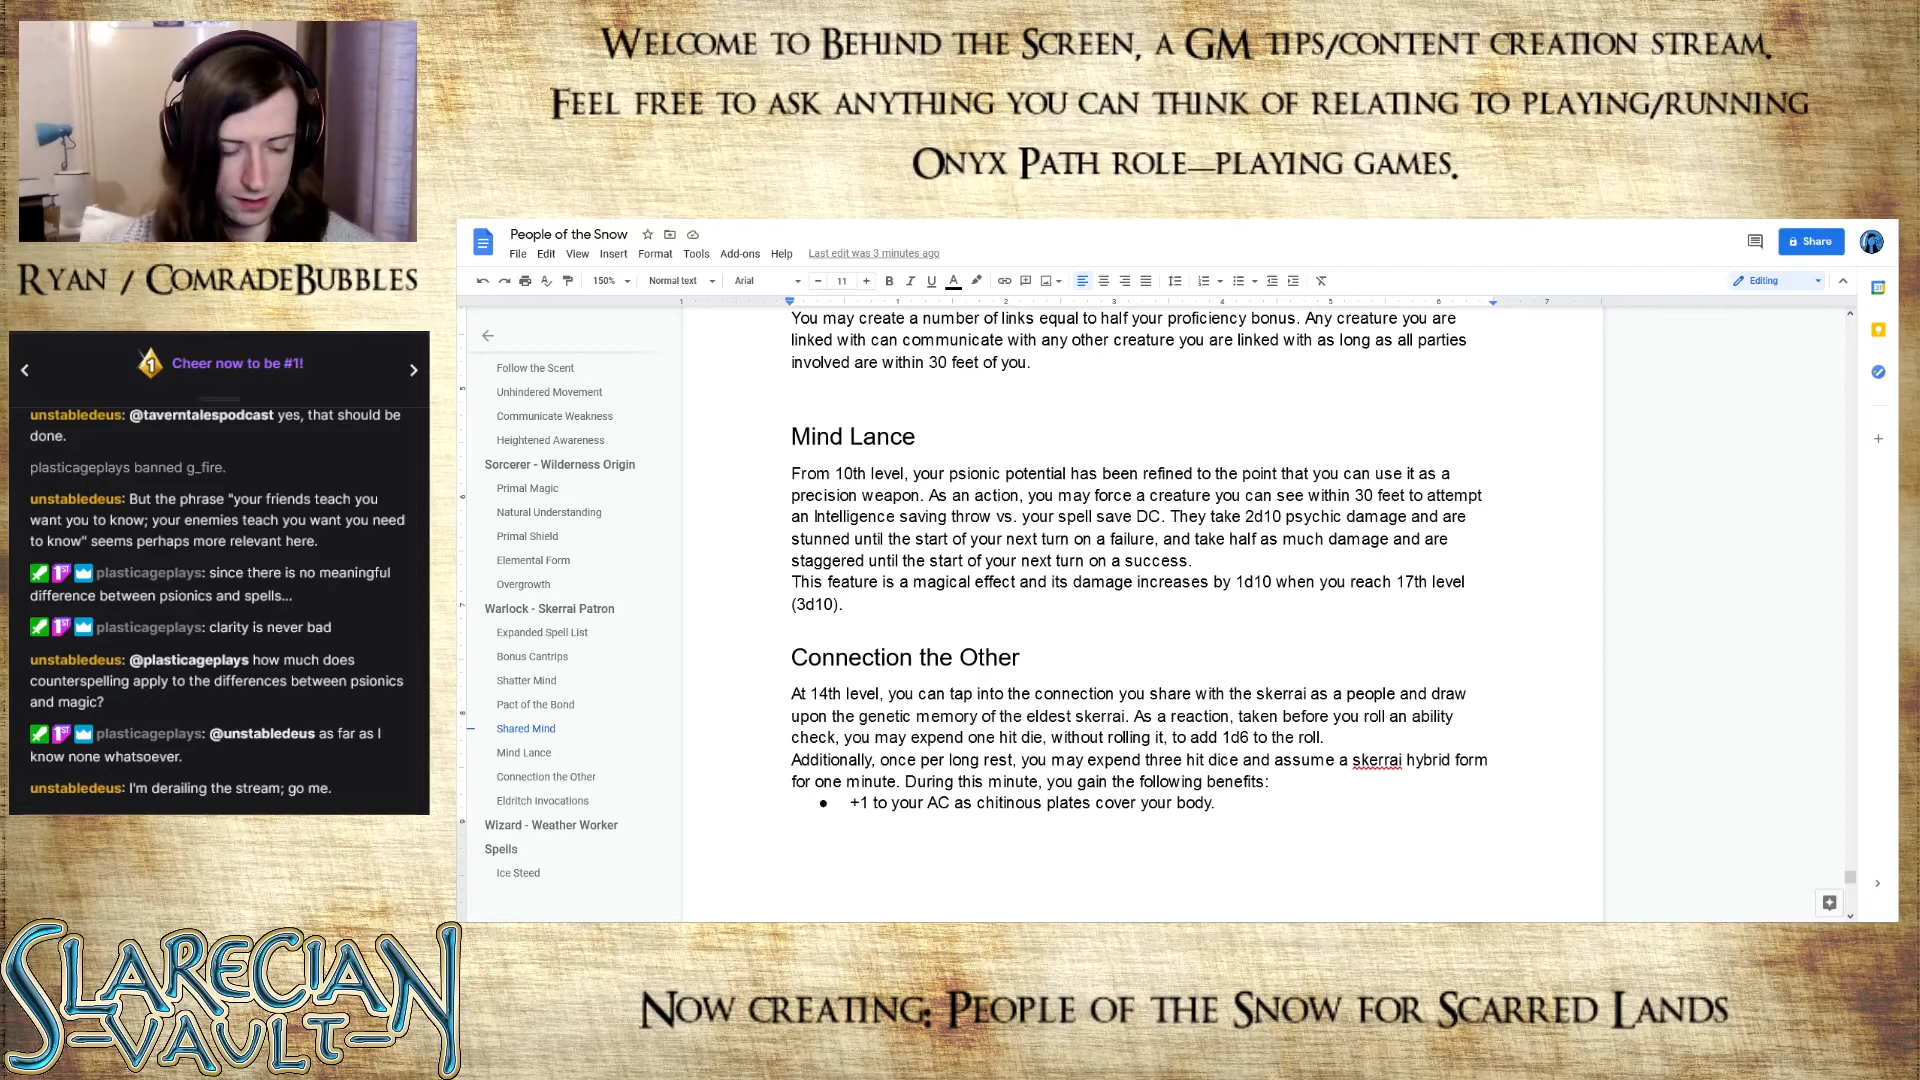 Welcome to Behind the Screen, a GM tips/content creation stream.
Feel free to ask anything you can think of relating to playing/running
Onyx Path role—playing games.
Ryan / ComradeBubbles
Cheer now to be #1!
unstabledeus: @taverntalespodcast yes, that should be
done.
plasticageplays banned g_fire.
unstabledeus: But the phrase "your friends teach you
want you to know; your enemies teach you want you need
to know" seems perhaps more relevant here.
plasticageplays: since there is no meaningful
difference between psionics and spells...
plasticageplays: clarity is never bad
unstabledeus: @plasticageplays how much does
counterspelling apply to the differences between psionics
and magic?
plasticageplays: @unstabledeus as far as I
know none whatsoever.
unstabledeus: I'm derailing the stream; go me.
Slarecian
Vault
People of the Snow
File Edit View Insert Format Tools Add-ons Help Last edit was 3 minutes ago
Share
150% Normal text Arial 11 Editing
1 1 2 3 4 5 6 7
Follow the Scent
Unhindered Movement
Communicate Weakness
Heightened Awareness
Sorcerer - Wilderness Origin
Primal Magic
Natural Understanding
Primal Shield
Elemental Form
Overgrowth
Warlock - Skerrai Patron
Expanded Spell List
Bonus Cantrips
Shatter Mind
Pact of the Bond
Shared Mind
Mind Lance
Connection the Other
Eldritch Invocations
Wizard - Weather Worker
Spells
Ice Steed
You may create a number of links equal to half your proficiency bonus. Any creature you are
linked with can communicate with any other creature you are linked with as long as all parties
involved are within 30 feet of you.
Mind Lance
From 10th level, your psionic potential has been refined to the point that you can use it as a
precision weapon. As an action, you may force a creature you can see within 30 feet to attempt
an Intelligence saving throw vs. your spell save DC. They take 2d10 psychic damage and are
stunned until the start of your next turn on a failure, and take half as much damage and are
staggered until the start of your next turn on a success.
This feature is a magical effect and its damage increases by 1d10 when you reach 17th level
(3d10).
Connection the Other
At 14th level, you can tap into the connection you share with the skerrai as a people and draw
upon the genetic memory of the eldest skerrai. As a reaction, taken before you roll an ability
check, you may expend one hit die, without rolling it, to add 1d6 to the roll.
Additionally, once per long rest, you may expend three hit dice and assume a skerrai hybrid form
for one minute. During this minute, you gain the following benefits:
● +1 to your AC as chitinous plates cover your body.
Now creating: People of the Snow for Scarred Lands